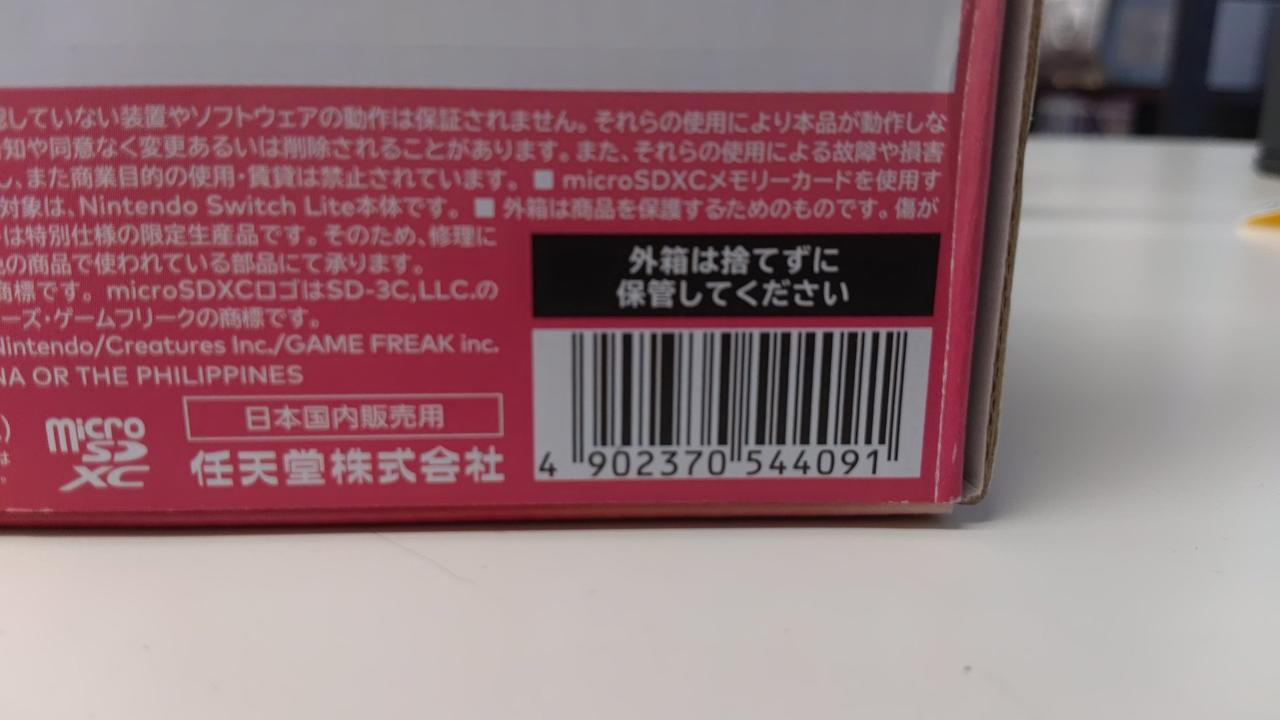 していない装置やソフトウェアの動作は保証されません。それらの使用により本品が動作しな
知や同意なく変更あるいは削除されることがあります。また、それらの使用による故障や損害
し、また商業目的の使用・賃貸は禁止されています。 ■ microSDXCメモリーカードを使用す
対象は、Nintendo Switch Lite本体です。 ■ 外箱は商品を保護するためのものです。傷が
は特別仕様の限定生産品です。そのため、修理に
の商品で使われている部品にて承ります。
商標です。 microSDXCロゴはSD-3C,LLC.の
ーズ・ゲームフリークの商標です。
Nintendo/Creatures Inc./GAME FREAK inc.
NA OR THE PHILIPPINES
外箱は捨てずに
保管してください
micro
SD
XC
日本国内販売用
任天堂株式会社
4 902370 544091